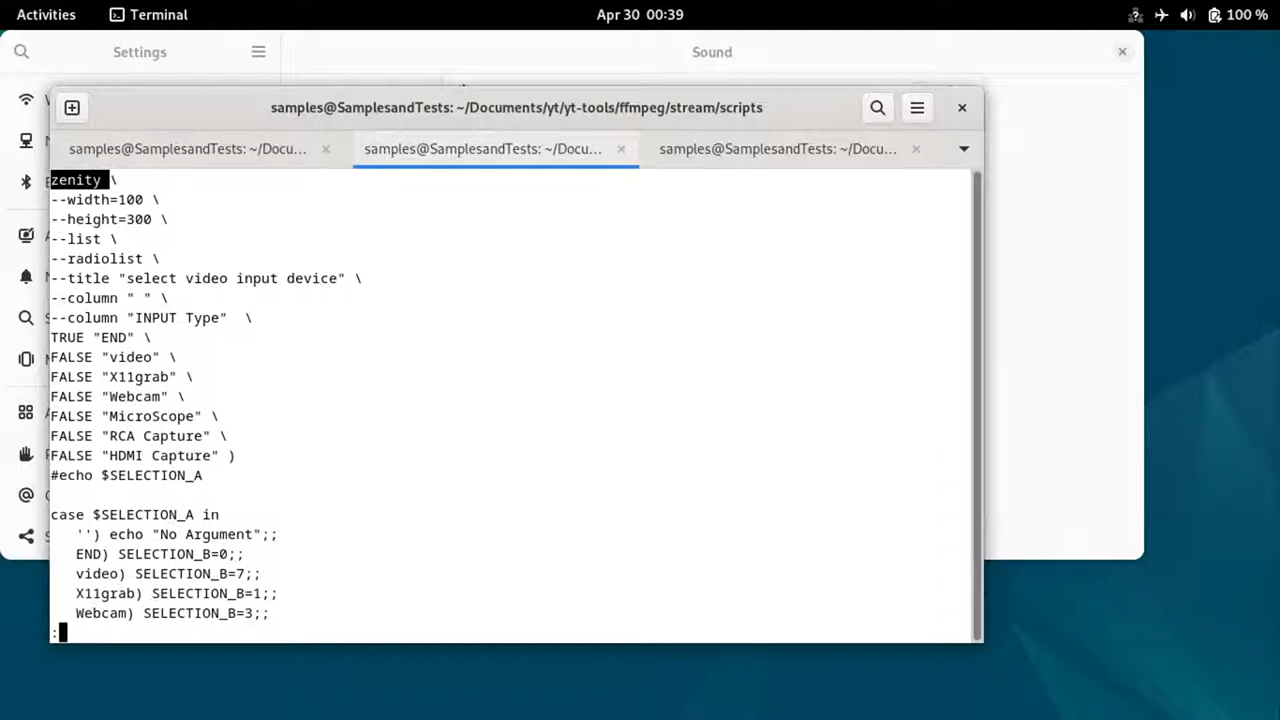 Activities
Terminal
Apr 30 00:39
100 %
Settings
Sound
samples@SamplesandTests: ~/Documents/yt/yt-tools/ffmpeg/stream/scripts
samples@SamplesandTests: ~/Docu...
samples@SamplesandTests: ~/Docu...
samples@SamplesandTests: ~/Docu...
zenity \
--width=100 \
--height=300 \
--list \
--radiolist \
--title "select video input device" \
--column " " \
--column "INPUT Type"  \
TRUE "END" \
FALSE "video" \
FALSE "X11grab" \
FALSE "Webcam" \
FALSE "MicroScope" \
FALSE "RCA Capture" \
FALSE "HDMI Capture" )
#echo $SELECTION_A
case $SELECTION_A in
   '') echo "No Argument";;
   END) SELECTION_B=0;;
   video) SELECTION_B=7;;
   X11grab) SELECTION_B=1;;
   Webcam) SELECTION_B=3;;
: